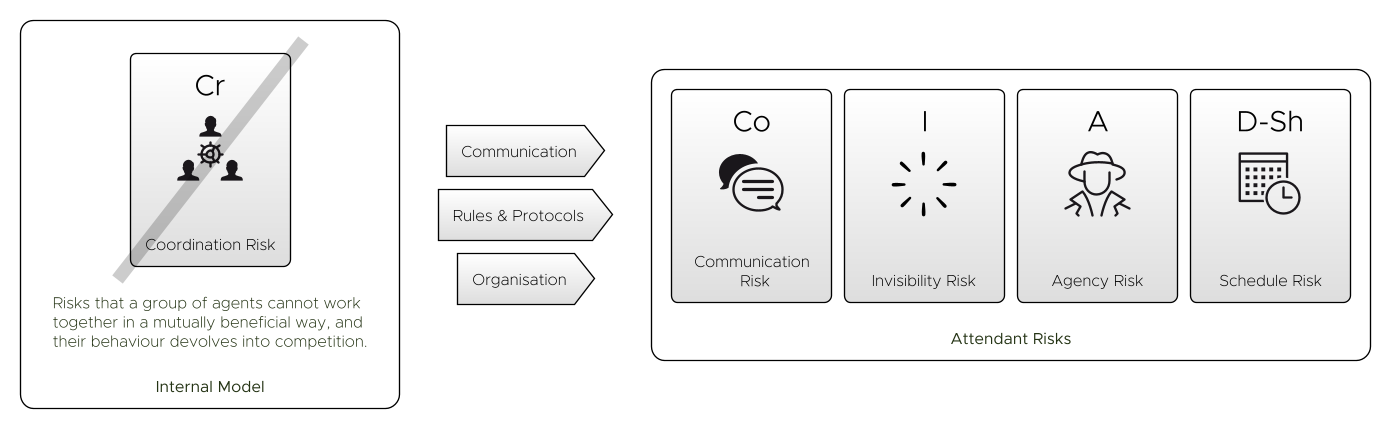 Cr
Coordination Risk
Risks that a group of agents cannot work
together in a mutually beneficial way, and
their behaviour devolves into competition.
Internal Model
Communication
Rules & Protocols
Organisation
Co
Communication
Risk
I
Invisibility Risk
A
Agency Risk
D-Sh
Schedule Risk
Attendant Risks